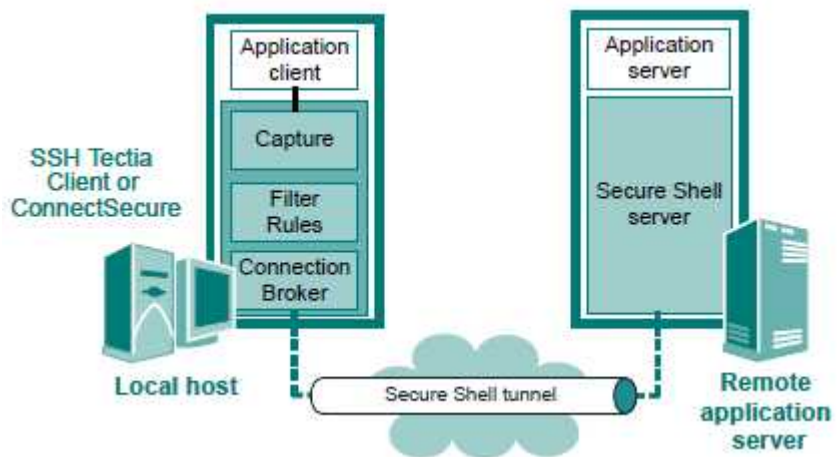 Application
client
Capture
Filter
Rules
Connection
Broker
SSH Tectia
Client or
ConnectSecure
Local host
Secure Shell tunnel
Application
server
Secure Shell
server
Remote
application
server